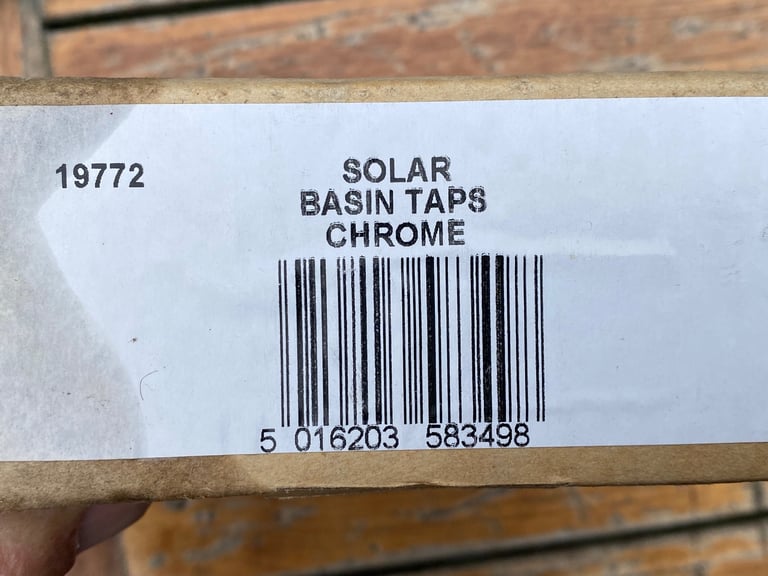 19772
SOLAR
BASIN TAPS
CHROME
5 016203 583498